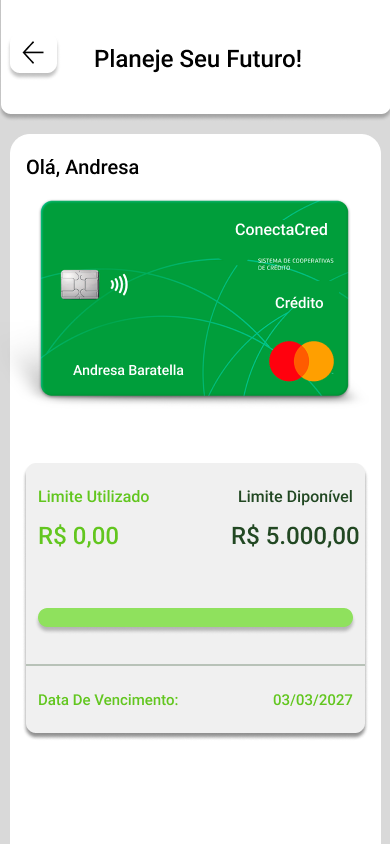 Planeje Seu Futuro!
Olá, Andresa
ConectaCred
SISTEMA DE COOPERATIVAS
DE CRÉDITO
Crédito
Andresa Baratella
Limite Utilizado
Limite Diponível
R$ 0,00
R$ 5.000,00
Data De Vencimento:
03/03/2027